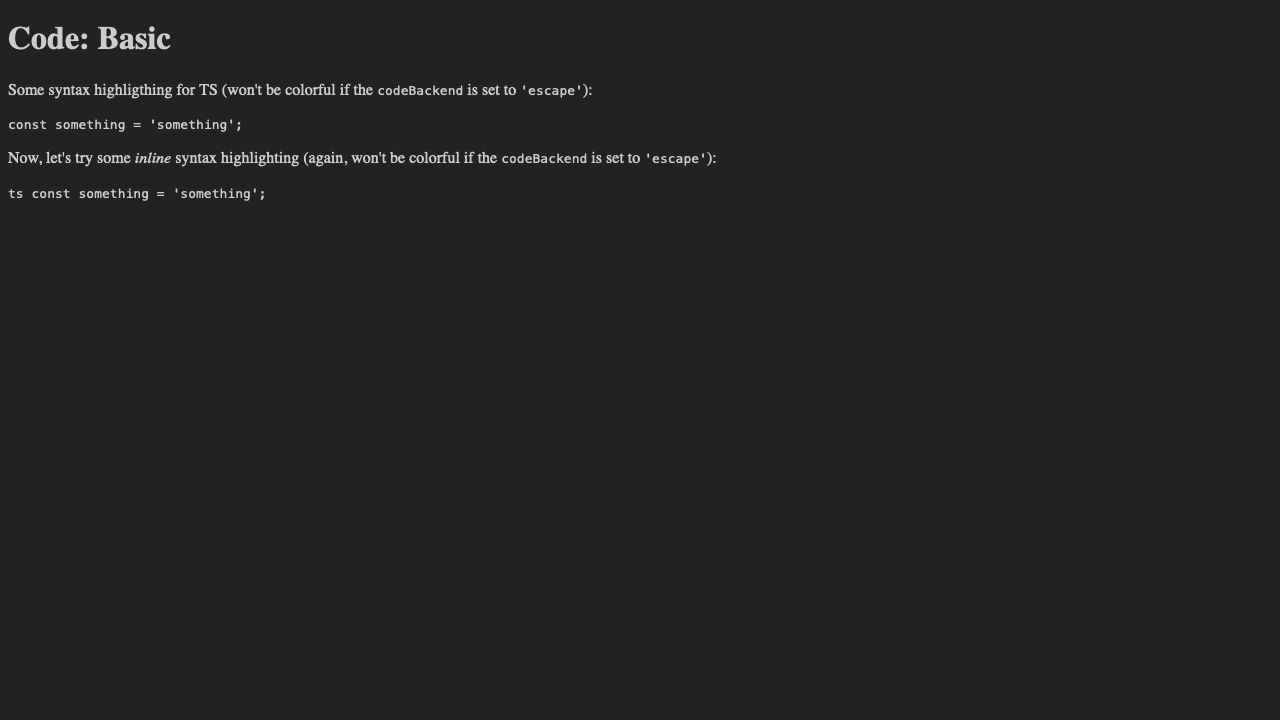 Code: Basic
Some syntax highligthing for TS (won't be colorful if the codeBackend is set to 'escape'):
const something = 'something';
Now, let's try some inline syntax highlighting (again, won't be colorful if the codeBackend is set to 'escape'):
ts const something = 'something';